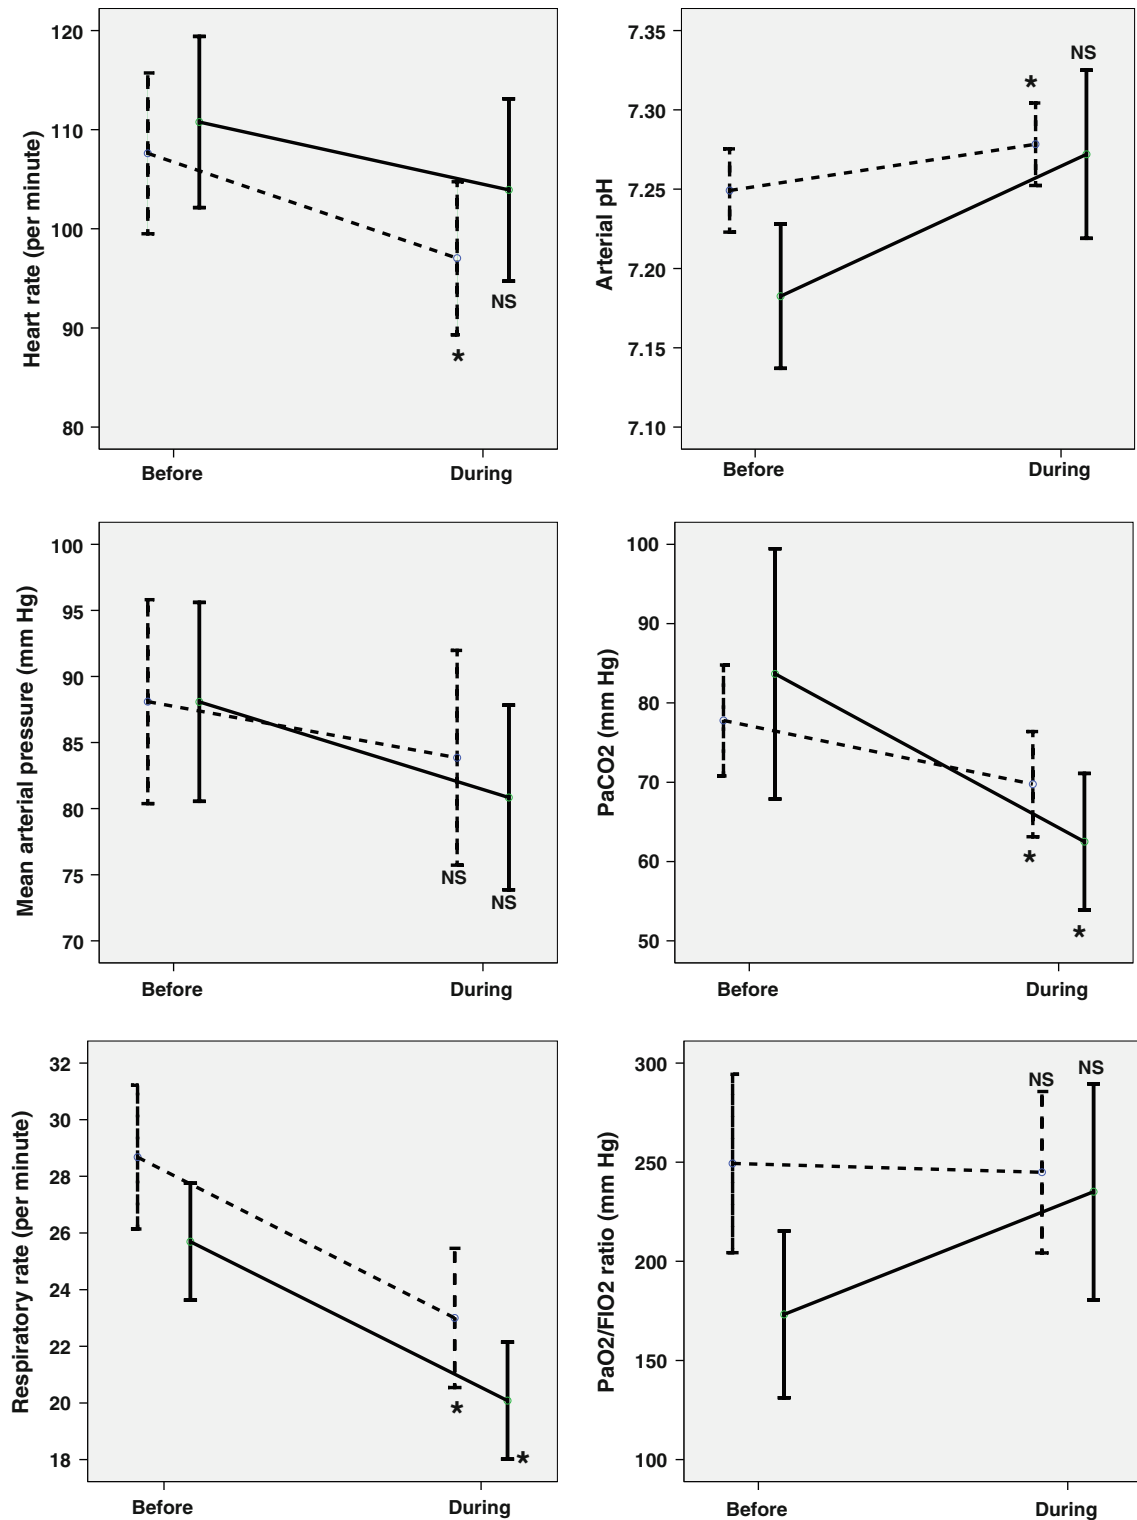 Heart rate (per minute)
120
110
100
90
80
NS
*
Before
During
Arterial pH
7.35
7.30
7.25
7.20
7.15
7.10
*
NS
Before
During
Mean arterial pressure (mm Hg)
100
95
90
85
80
75
70
NS
NS
Before
During
PaCO2 (mm Hg)
100
90
80
70
60
50
*
*
Before
During
Respiratory rate (per minute)
32
30
28
26
24
22
20
18
*
*
Before
During
PaO2/FIO2 ratio (mm Hg)
300
250
200
150
100
NS
NS
Before
During